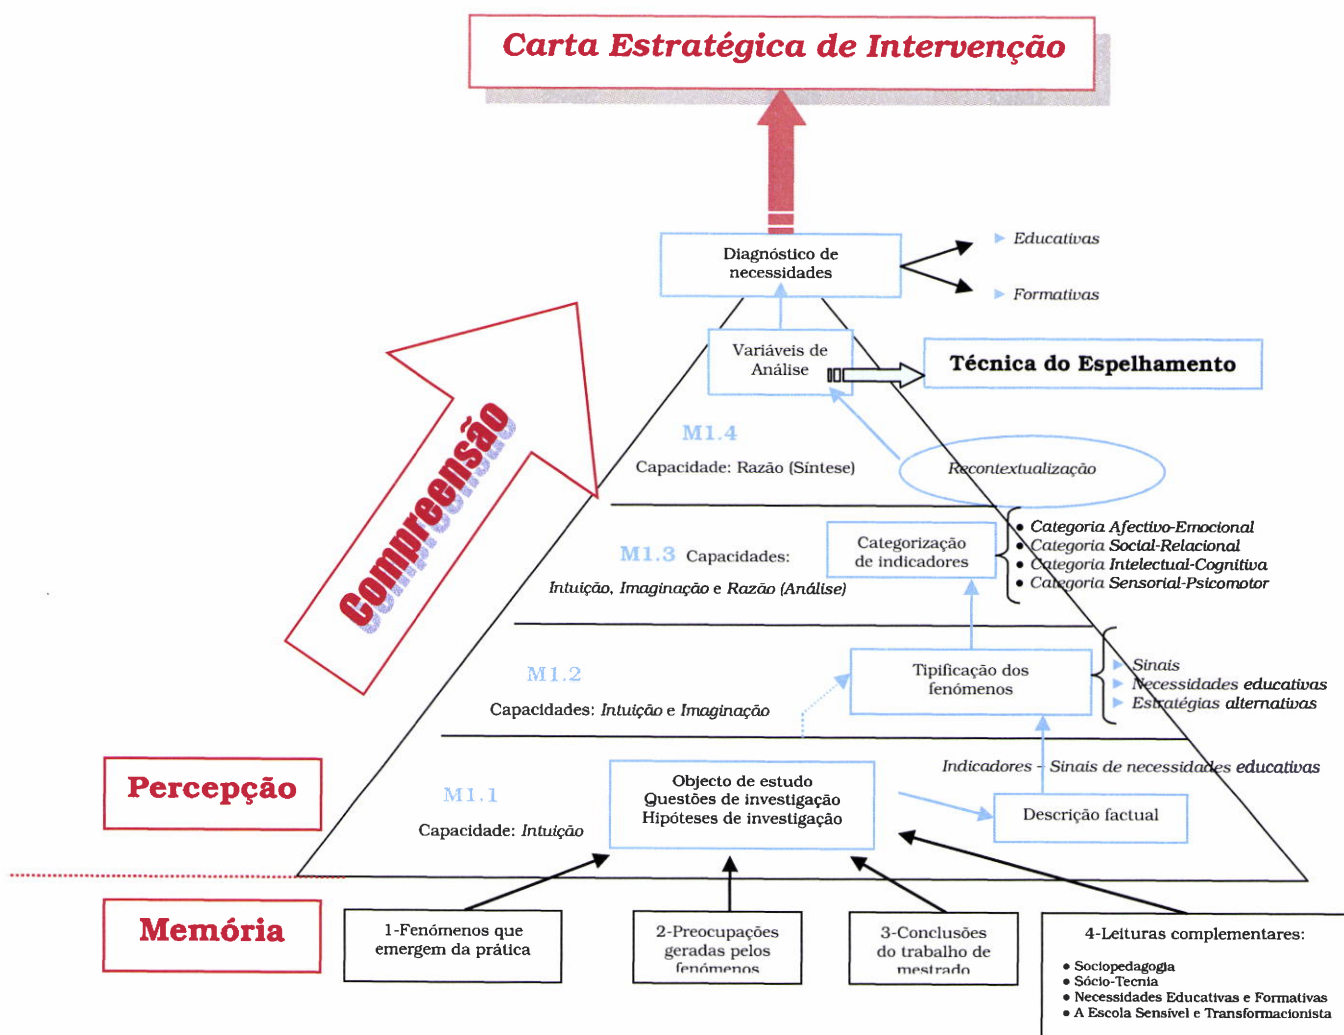 Carta Estratégica de Intervenção
Diagnóstico de
necessidades
Educativas
Formativas
Variáveis de
Análise
Técnica do Espelhamento
M1.4
Capacidade: Razão (Síntese)
Recontextualização
Compreensão
M1.3 Capacidades:
Intuição, Imaginação e Razão (Análise)
Categorização
de indicadores
• Categoria Afectivo-Emocional
• Categoria Social-Relacional
• Categoria Intelectual-Cognitiva
• Categoria Sensorial-Psicomotor
M1.2
Capacidades: Intuição e Imaginação
Tipificação dos
fenómenos
Sinais
Necessidades educativas
Estratégias alternativas
Percepção
M1.1
Capacidade: Intuição
Objecto de estudo
Questões de investigação
Hipóteses de investigação
Indicadores – Sinais de necessidades educativas
Descrição factual
Memória
1-Fenómenos que
emergem da prática
2-Preocupações
geradas pelos
fenómenos
3-Conclusões
do trabalho de
mestrado
4-Leituras complementares:
• Sociopedagogia
• Sócio-Tecnia
• Necessidades Educativas e Formativas
• A Escola Sensível e Transformacionista